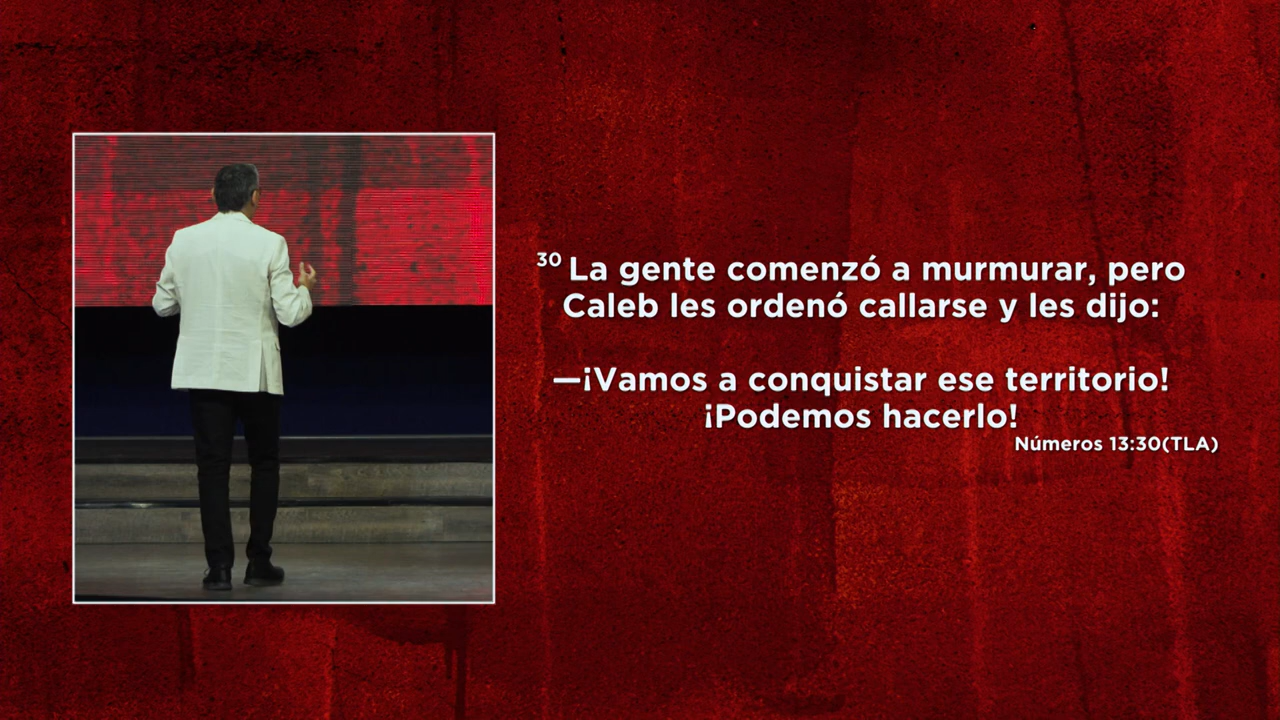 30 La gente comenzó a murmurar, pero
Caleb les ordenó callarse y les dijo:
—¡Vamos a conquistar ese territorio!
¡Podemos hacerlo!
Números 13:30(TLA)